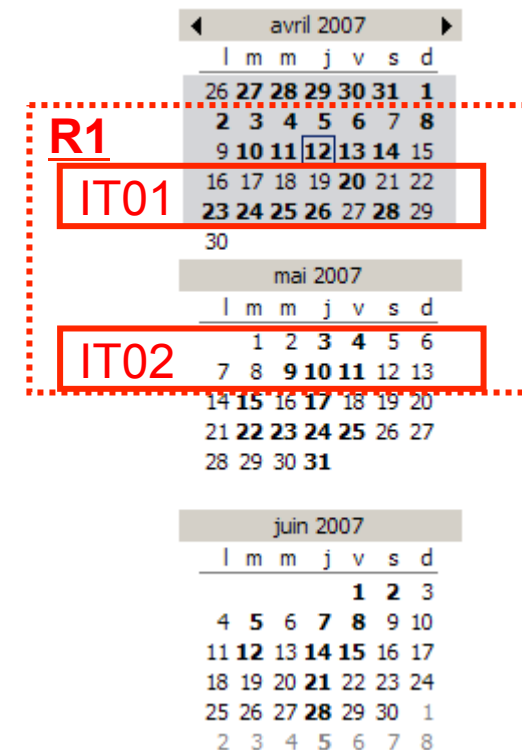 avril 2007
l m m j v s d
26 27 28 29 30 31 1
2 3 4 5 6 7 8
R1
9 10 11 12 13 14 15
16 17 18 19 20 21 22
IT01
23 24 25 26 27 28 29
30
mai 2007
l m m j v s d
1 2 3 4 5 6
IT02
7 8 9 10 11 12 13
14 15 16 17 18 19 20
21 22 23 24 25 26 27
28 29 30 31
juin 2007
l m m j v s d
1 2 3
4 5 6 7 8 9 10
11 12 13 14 15 16 17
18 19 20 21 22 23 24
25 26 27 28 29 30 1
2 3 4 5 6 7 8